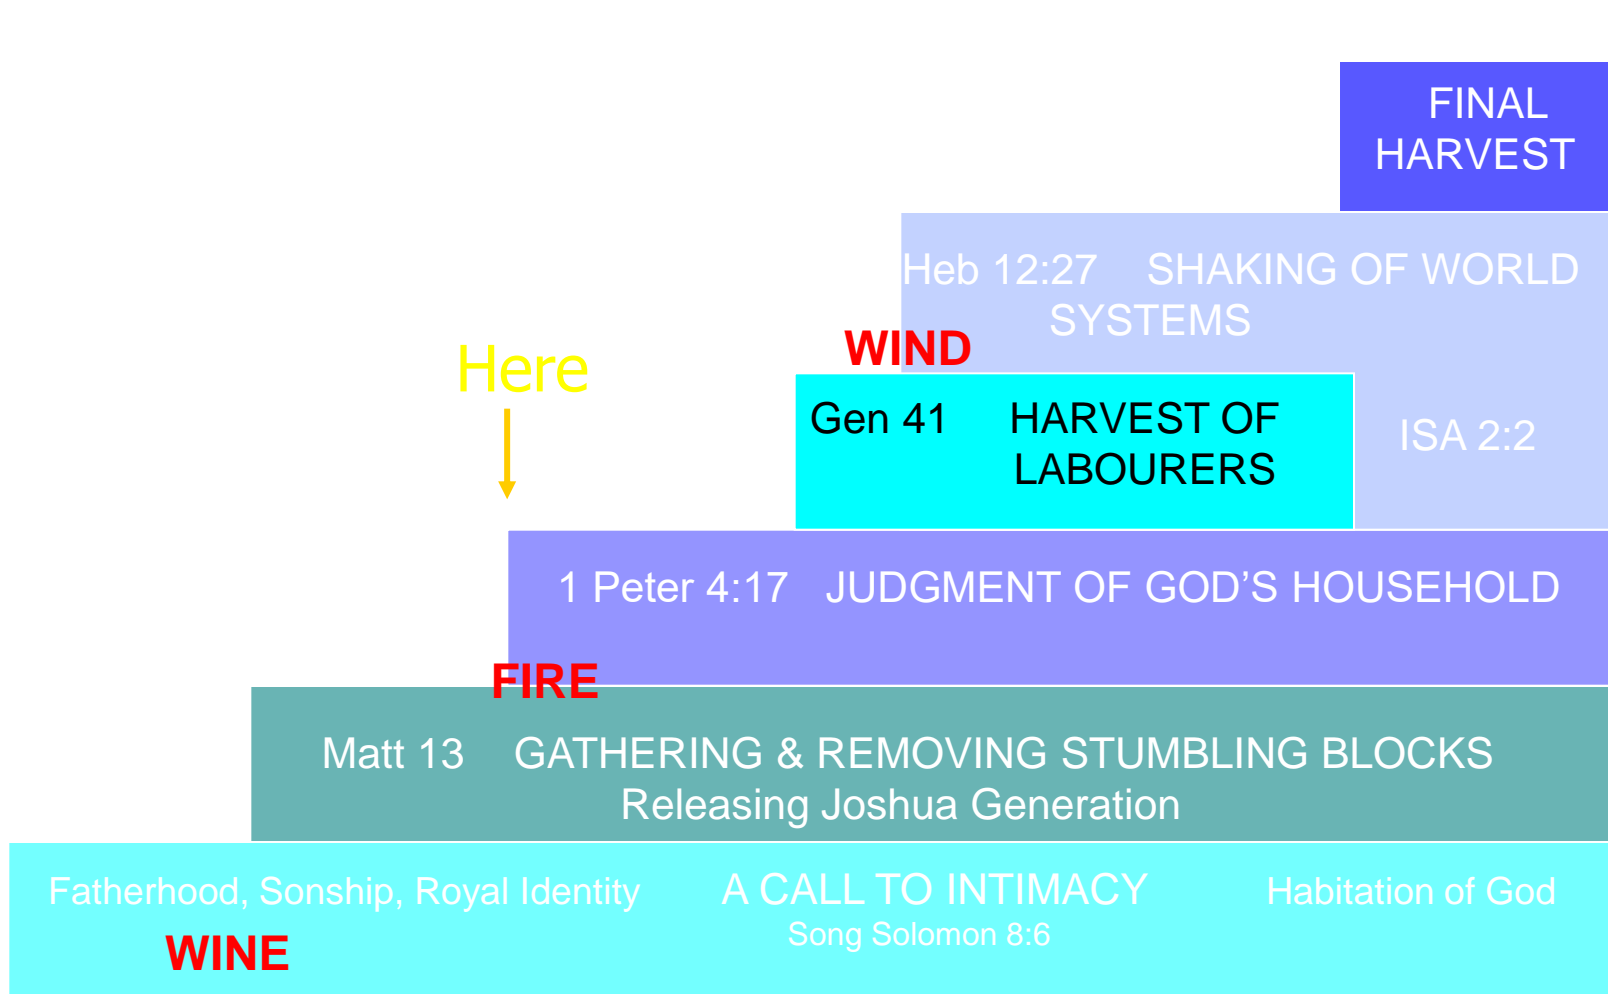 FINAL
HARVEST
Heb 12:27 SHAKING OF WORLD
SYSTEMS
WIND
Here
Gen 41 HARVEST OF
LABOURERS
ISA 2:2
1 Peter 4:17 JUDGMENT OF GOD’S HOUSEHOLD
FIRE
Matt 13 GATHERING & REMOVING STUMBLING BLOCKS
Releasing Joshua Generation
Fatherhood, Sonship, Royal Identity A CALL TO INTIMACY Habitation of God
Song Solomon 8:6
WINE